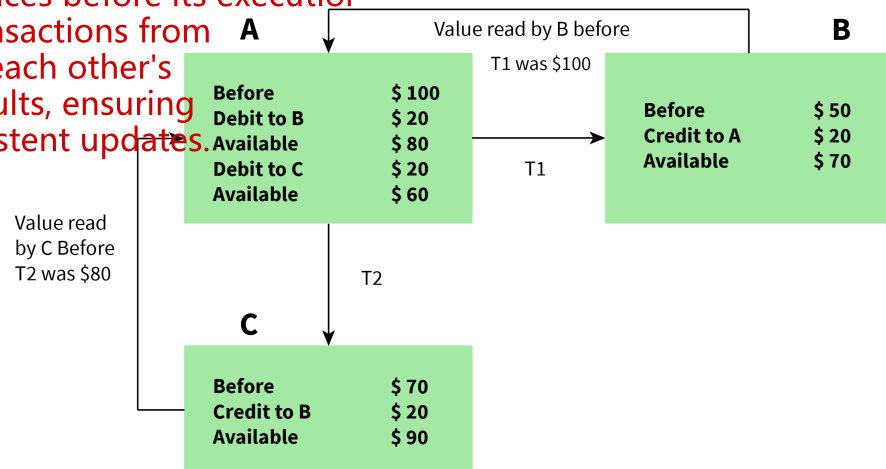 ces before its execution
nsactions from
each other's
ults, ensuring
stent updates.
A
Value read by B before
T1 was $100
B
Before $ 100
Debit to B $ 20
Available $ 80
Debit to C $ 20
Available $ 60
Before $ 50
Credit to A $ 20
Available $ 70
T1
Value read
by C Before
T2 was $80
T2
C
Before $ 70
Credit to B $ 20
Available $ 90